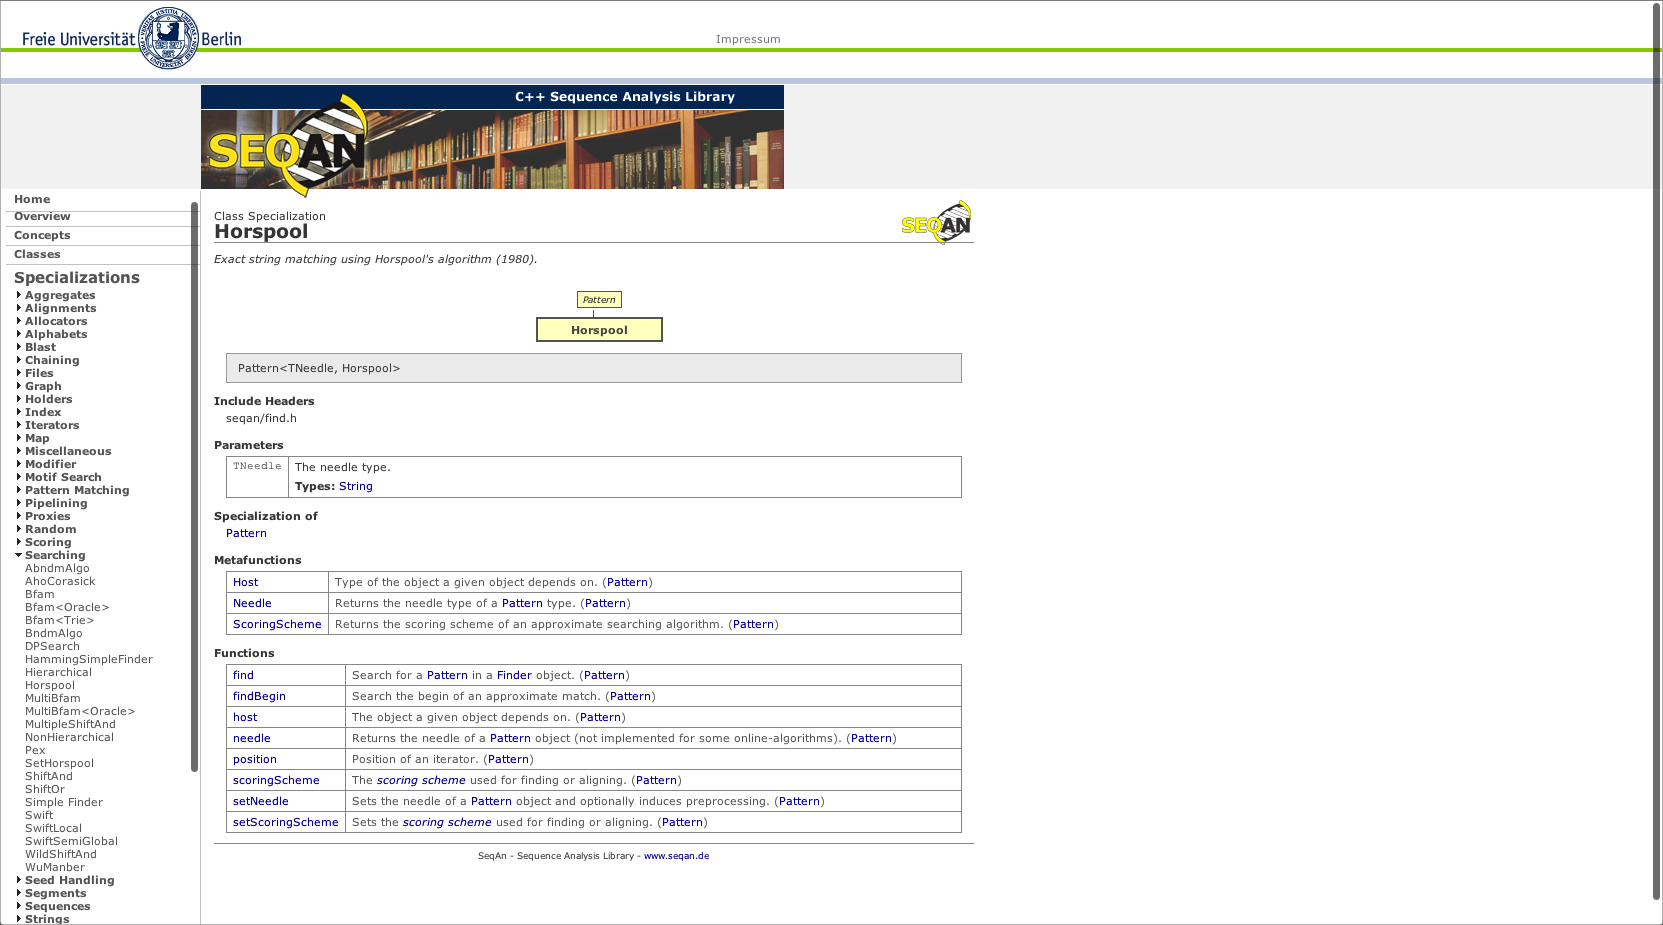 Freie Universität Berlin
Impressum
C++ Sequence Analysis Library
SEQAN
Home
Overview
Concepts
Classes
Specializations
Aggregates
Alignments
Allocators
Alphabets
Blast
Chaining
Files
Graph
Holders
Index
Iterators
Map
Miscellaneous
Modifier
Motif Search
Pattern Matching
Pipelining
Proxies
Random
Scoring
Searching
AbndmAlgo
AhoCorasick
Bfam
Bfam<Oracle>
Bfam<Trie>
BndmAlgo
DPSearch
HammingSimpleFinder
Hierarchical
Horspool
MultiBfam
MultiBfam<Oracle>
MultipleShiftAnd
NonHierarchical
Pex
SetHorspool
ShiftAnd
ShiftOr
Simple Finder
Swift
SwiftLocal
SwiftSemiGlobal
WildShiftAnd
WuManber
Seed Handling
Segments
Sequences
Strings
Class Specialization
Horspool
SEQAN
Exact string matching using Horspool's algorithm (1980).
Pattern
Horspool
Pattern<TNeedle, Horspool>
Include Headers
seqan/find.h
Parameters
TNeedle The needle type.
Types: String
Specialization of
Pattern
Metafunctions
Host Type of the object a given object depends on. (Pattern)
Needle Returns the needle type of a Pattern type. (Pattern)
ScoringScheme Returns the scoring scheme of an approximate searching algorithm. (Pattern)
Functions
find Search for a Pattern in a Finder object. (Pattern)
findBegin Search the begin of an approximate match. (Pattern)
host The object a given object depends on. (Pattern)
needle Returns the needle of a Pattern object (not implemented for some online-algorithms). (Pattern)
position Position of an iterator. (Pattern)
scoringScheme The scoring scheme used for finding or aligning. (Pattern)
setNeedle Sets the needle of a Pattern object and optionally induces preprocessing. (Pattern)
setScoringScheme Sets the scoring scheme used for finding or aligning. (Pattern)
SeqAn - Sequence Analysis Library - www.seqan.de